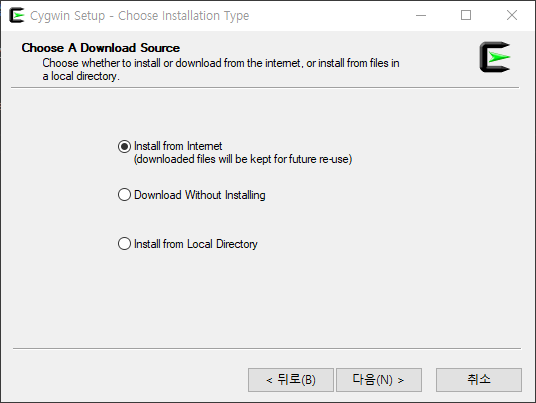 Cygwin Setup - Choose Installation Type
Choose A Download Source
Choose whether to install or download from the internet, or install from files in
a local directory.
Install from Internet
(downloaded files will be kept for future re-use)
Download Without Installing
Install from Local Directory
< 뒤로(B)
다음(N) >
취소